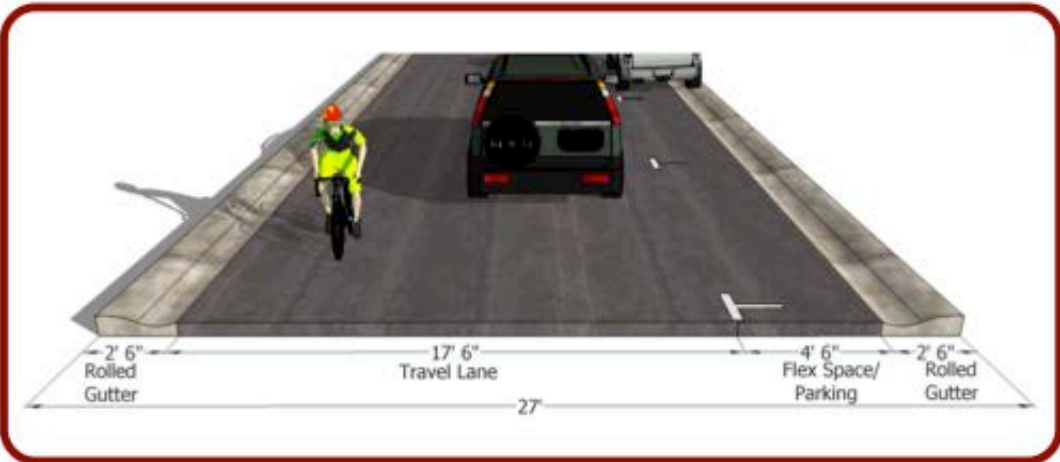 2' 6"
Rolled
Gutter
17' 6"
Travel Lane
4' 6"
Flex Space/
Parking
2' 6"
Rolled
Gutter
27'